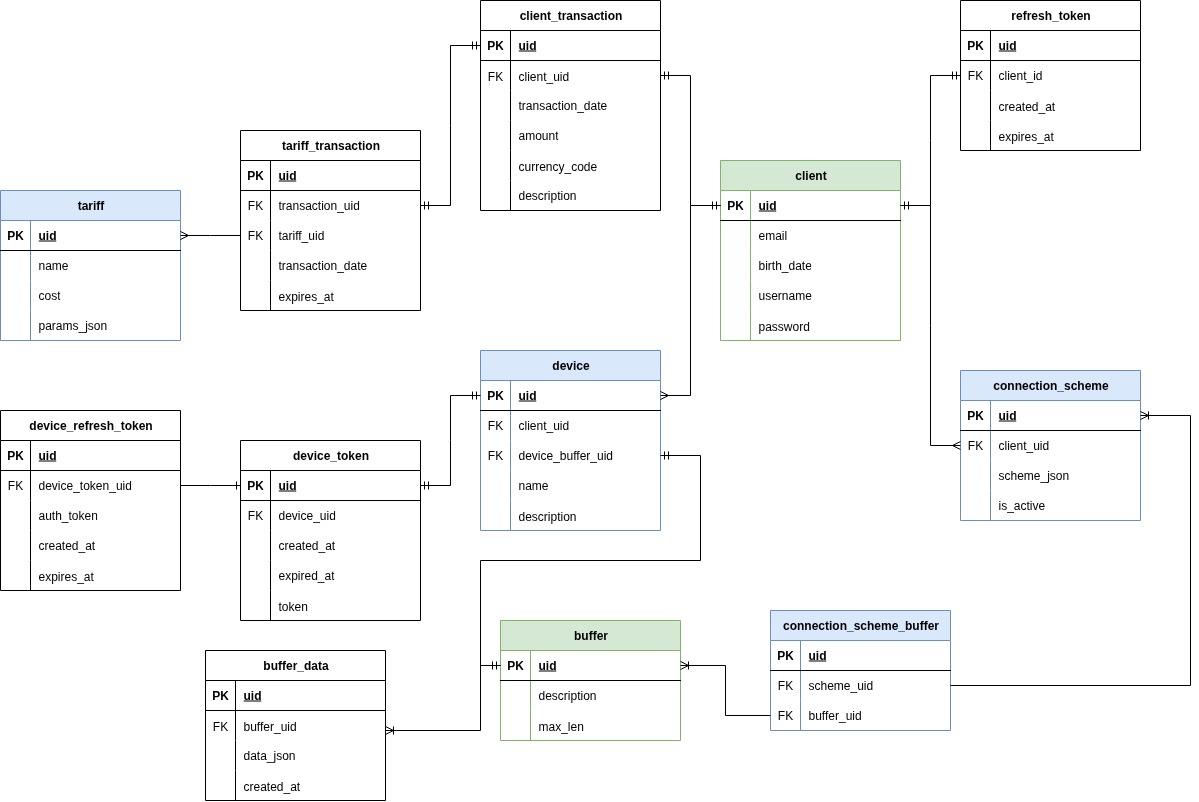 client_transaction
PK uid
FK client_uid
transaction_date
amount
currency_code
description
refresh_token
PK uid
FK client_id
created_at
expires_at
tariff_transaction
PK uid
FK transaction_uid
FK tariff_uid
transaction_date
expires_at
client
PK uid
email
birth_date
username
password
tariff
PK uid
name
cost
params_json
device
PK uid
FK client_uid
FK device_buffer_uid
name
description
connection_scheme
PK uid
FK client_uid
scheme_json
is_active
device_refresh_token
PK uid
FK device_token_uid
auth_token
created_at
expires_at
device_token
PK uid
FK device_uid
created_at
expired_at
token
buffer
PK uid
description
max_len
connection_scheme_buffer
PK uid
FK scheme_uid
FK buffer_uid
buffer_data
PK uid
FK buffer_uid
data_json
created_at